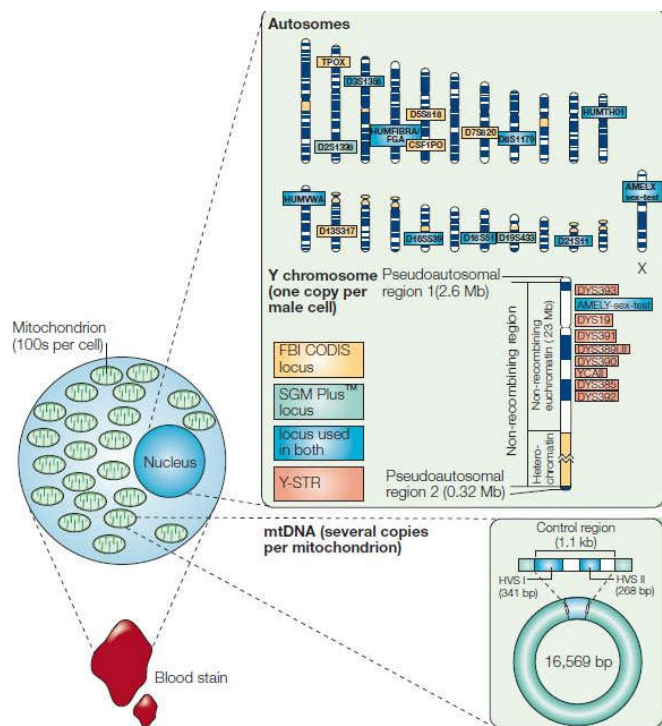 Autosomes
TPOX
D3S1358
D5S818
HUMTH01
HUMFIBRA/
FGA
D7S820
D2S1338
CSF1PO
D8S1179
AMELX
sex-test
HUMVWA
D13S317
D16S539
D18S51
D19S433
D21S11
X
Y chromosome
(one copy per
male cell)
Pseudoautosomal
region 1(2.6 Mb)
Non-recombining region
Non-recombining
euchromatin (23 Mb)
Hetero-
chromatin
DYS393
AMELY-sex-test
DYS19
DYS391
DYS389I,II
DYS390
YCAII
DYS385
DYS392
FBI CODIS
locus
SGM Plus™
locus
locus used
in both
Y-STR
Pseudoautosomal
region 2 (0.32 Mb)
Mitochondrion
(100s per cell)
Nucleus
mtDNA (several copies
per mitochondrion)
Control region
(1.1 kb)
HVS I
(341 bp)
HVS II
(268 bp)
16,569 bp
Blood stain